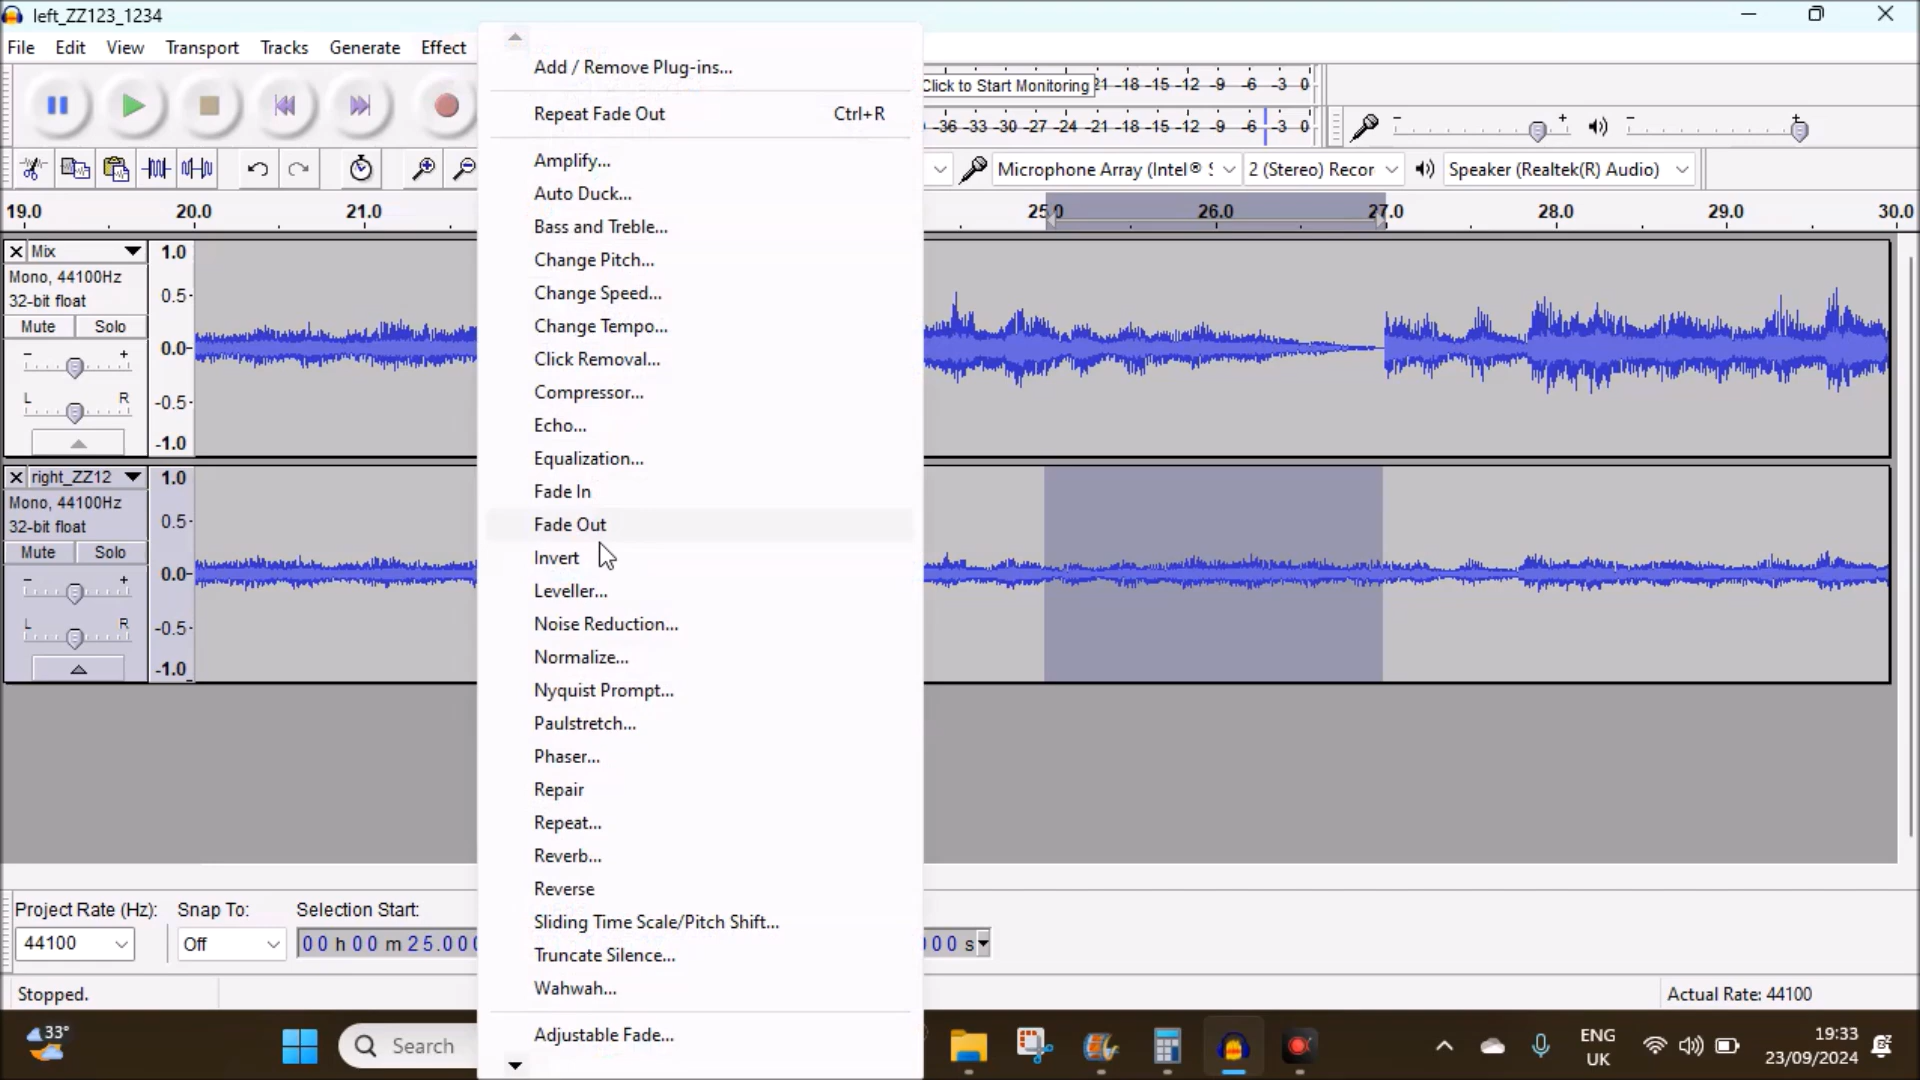 left_ZZ123_1234
File Edit View Transport Tracks Generate Effect
Add / Remove Plug-ins...
Click to Start Monitoring 21 -18 -15 -12 -9 -6 -3 0
Repeat Fade Out Ctrl+R
-36 -33 -30 -27 -24 -21 -18 -15 -12 -9 -6 -3 0
Amplify...
Microphone Array (Intel® 2 (Stereo) Recor Speaker (Realtek(R) Audio)
Auto Duck...
19.0 20.0 21.0 25.0 26.0 27.0 28.0 29.0 30.0
Bass and Treble...
Mix 1.0
Change Pitch...
Mono, 44100Hz
Change Speed...
32-bit float 0.5
Mute Solo
Change Tempo...
0.0
- +
Click Removal...
Compressor...
L R -0.5
Echo...
-1.0
Equalization...
right_ZZ12 1.0
Fade In
Mono, 44100Hz
32-bit float 0.5
Fade Out
Mute Solo
Invert
0.0
- +
Leveller...
Noise Reduction...
L R -0.5
Normalize...
-1.0
Nyquist Prompt...
Paulstretch...
Phaser...
Repair
Repeat...
Reverb...
Reverse
Project Rate (Hz): Snap To: Selection Start:
Sliding Time Scale/Pitch Shift...
44100 Off 00 h 00 m 25.000 000 s
Truncate Silence...
Wahwah...
Stopped. Actual Rate: 44100
Adjustable Fade...
33°
Search
ENG
UK
19:33
23/09/2024